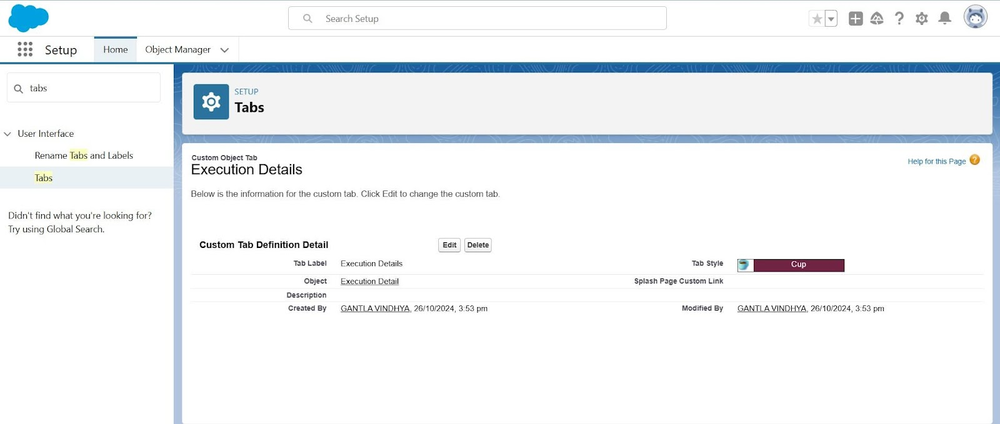 Search Setup
Setup
Home
Object Manager
tabs
User Interface
Rename Tabs and Labels
Tabs
Didn't find what you're looking for?
Try using Global Search.
SETUP
Tabs
Custom Object Tab
Execution Details
Help for this Page ?
Below is the information for the custom tab. Click Edit to change the custom tab.
Custom Tab Definition Detail Edit Delete
Tab Label Execution Details Tab Style Cup
Object Execution Detail Splash Page Custom Link
Description
Created By GANTLA VINDHYA, 26/10/2024, 3:53 pm Modified By GANTLA VINDHYA, 26/10/2024, 3:53 pm